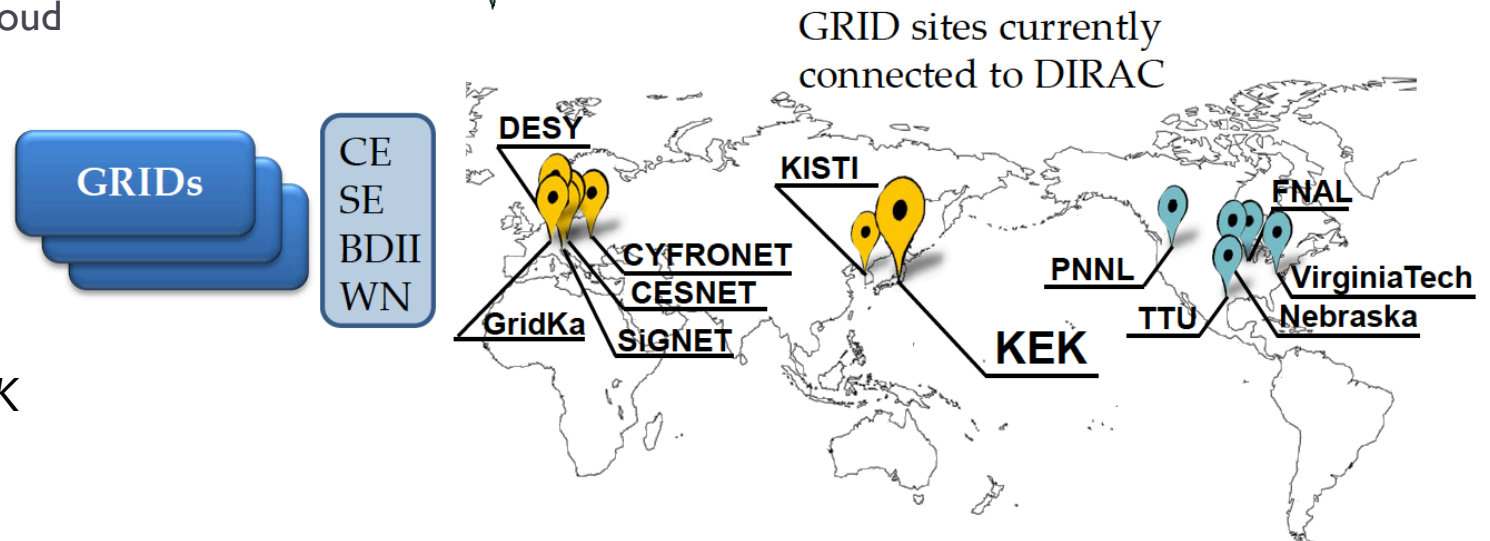 oud
GRID sites currently
connected to DIRAC
GRIDs
CE
SE
BDII
WN
DESY
KISTI
FNAL
CYFRONET
PNNL
VirginiaTech
CESNET
GridKa
TTU
Nebraska
SiGNET
KEK
K